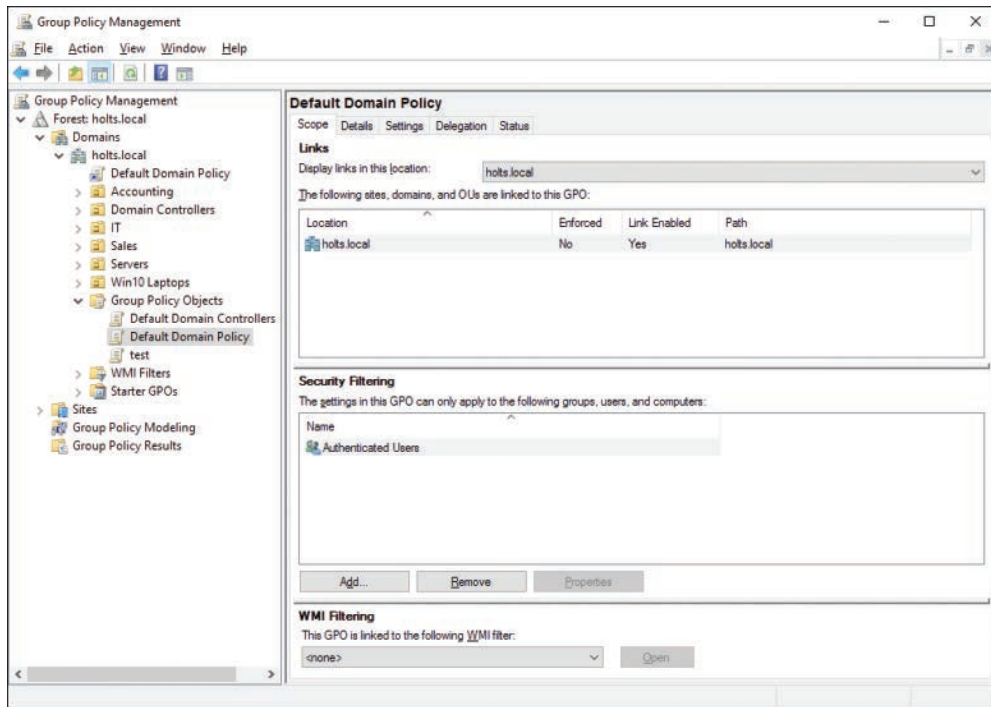 Group Policy Management
File Action View Window Help
Group Policy Management
Forest: holts.local
Domains
holts.local
Default Domain Policy
Accounting
Domain Controllers
IT
Sales
Servers
Win10 Laptops
Group Policy Objects
Default Domain Controllers
Default Domain Policy
test
WMI Filters
Starter GPOs
Sites
Group Policy Modeling
Group Policy Results
Default Domain Policy
Scope Details Settings Delegation Status
Links
Display links in this location: holts.local
The following sites, domains, and OUs are linked to this GPO:
Location Enforced Link Enabled Path
holts.local No Yes holts.local
Security Filtering
The settings in this GPO can only apply to the following groups, users, and computers:
Name
Authenticated Users
Add... Remove Properties
WMI Filtering
This GPO is linked to the following WMI filter:
<none> Open